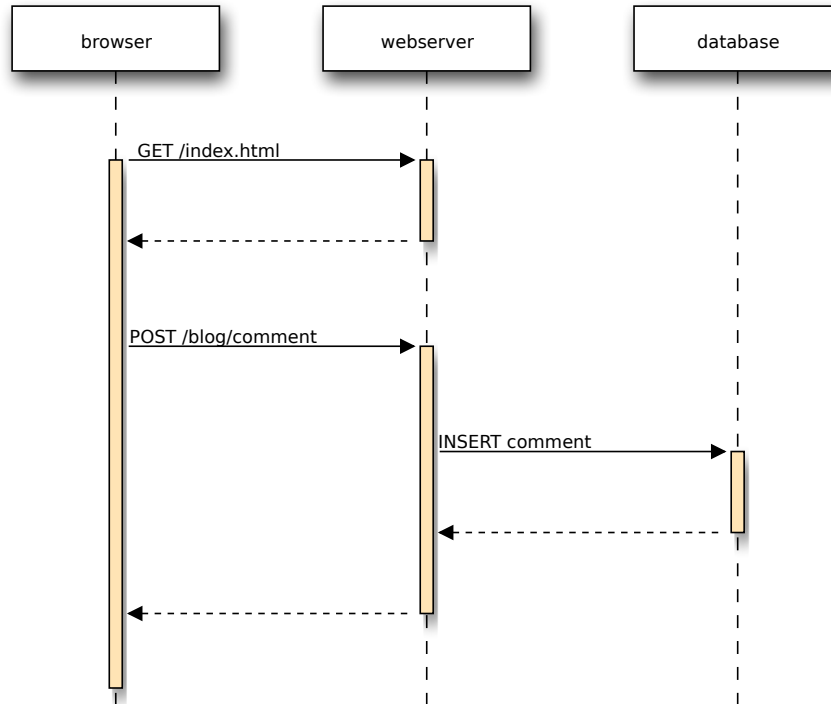 browser
webserver
database
GET /index.html
POST /blog/comment
INSERT comment